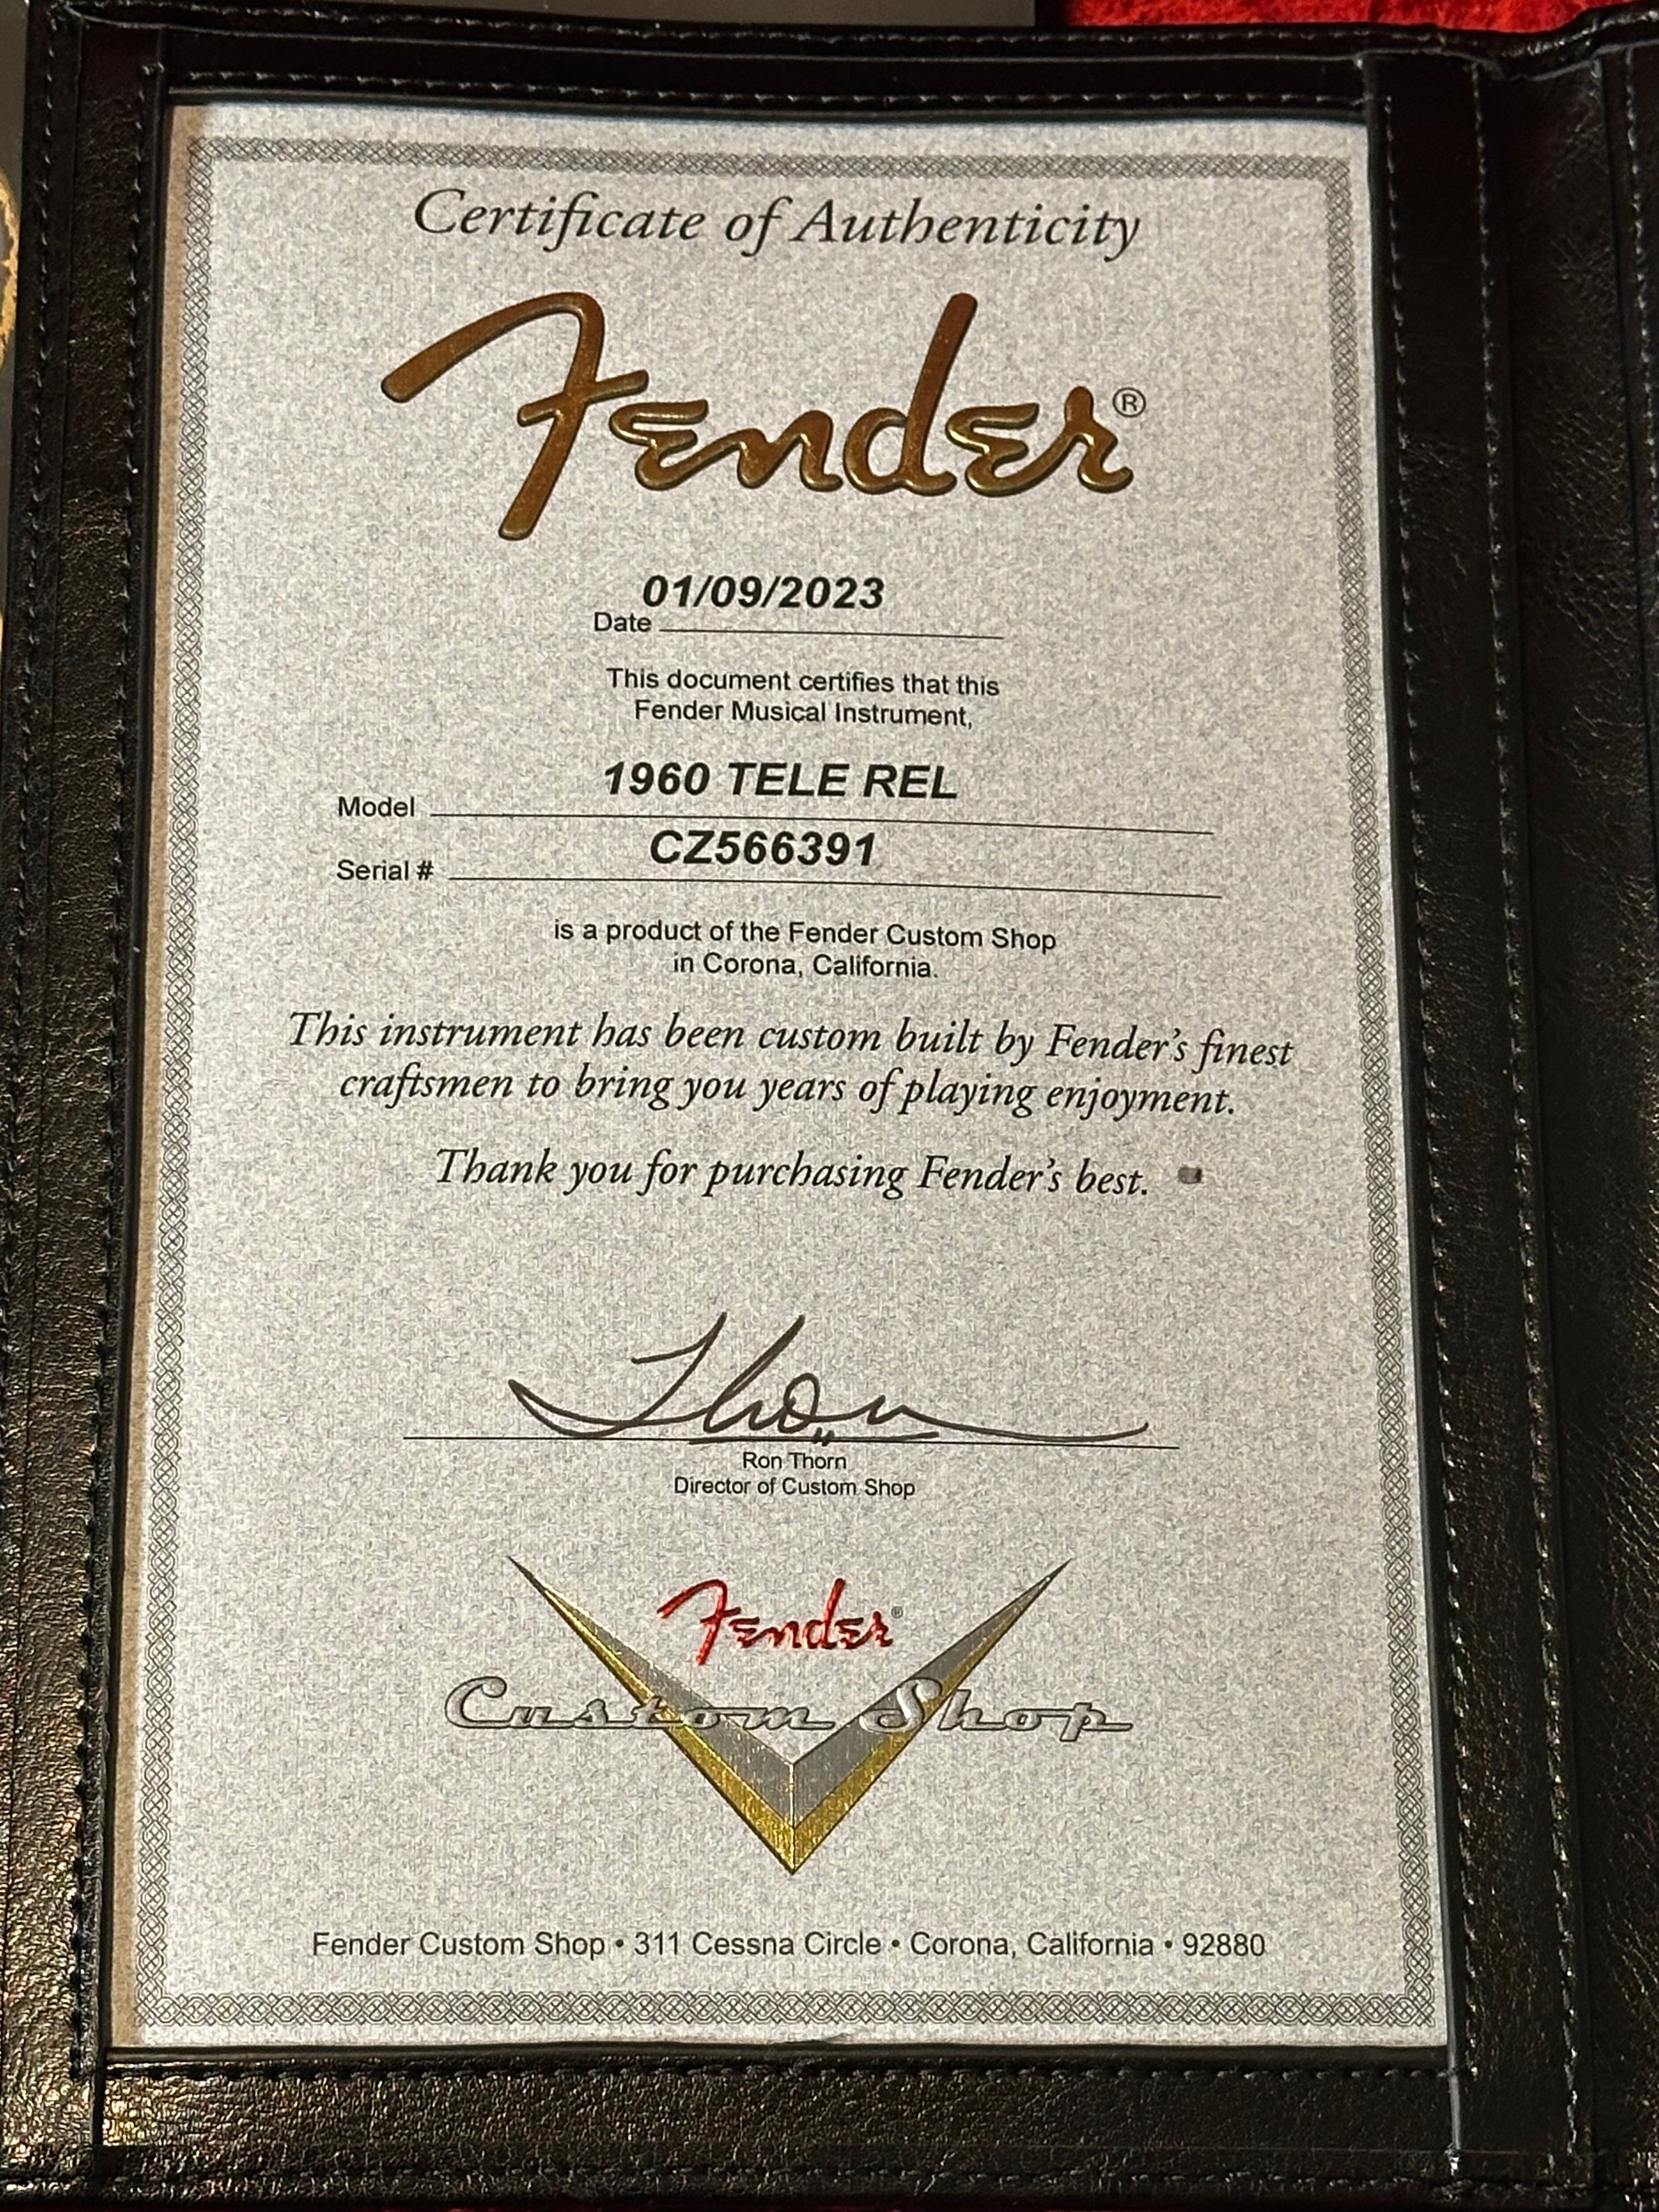 Certificate of Authenticity
Fender®
01/09/2023
Date
This document certifies that this
Fender Musical Instrument,
1960 TELE REL
Model
CZ566391
Serial #
is a product of the Fender Custom Shop
in Corona, California.
This instrument has been custom built by Fender's finest
craftsmen to bring you years of playing enjoyment.
Thank you for purchasing Fender's best.
Thorn
Ron Thorn
Director of Custom Shop
Fender®
Custom Shop
Fender Custom Shop • 311 Cessna Circle • Corona, California • 92880